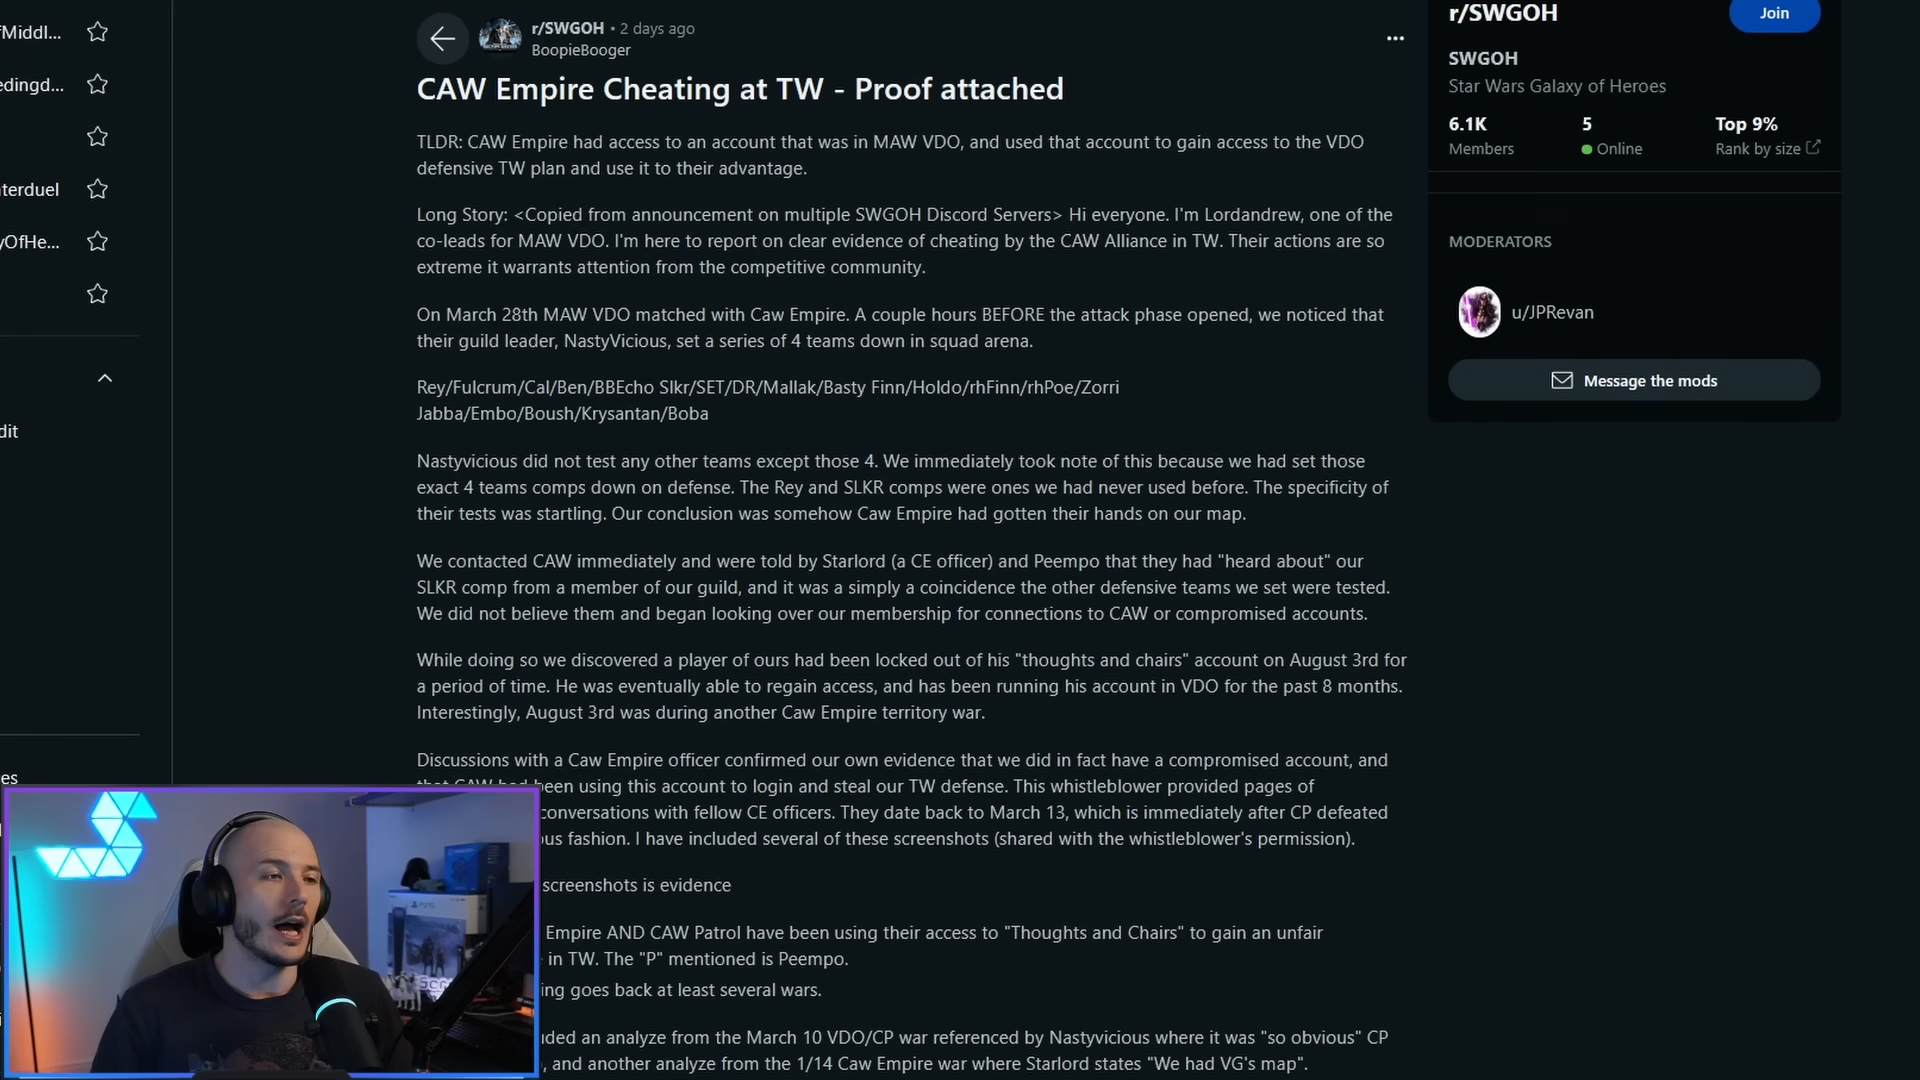 fMiddl...
edingd...
nterduel
yOfHe...
dit
es
r/SWGOH • 2 days ago
BoopieBooger
CAW Empire Cheating at TW - Proof attached
TLDR: CAW Empire had access to an account that was in MAW VDO, and used that account to gain access to the VDO
defensive TW plan and use it to their advantage.
Long Story: <Copied from announcement on multiple SWGOH Discord Servers> Hi everyone. I'm Lordandrew, one of the
co-leads for MAW VDO. I'm here to report on clear evidence of cheating by the CAW Alliance in TW. Their actions are so
extreme it warrants attention from the competitive community.
On March 28th MAW VDO matched with Caw Empire. A couple hours BEFORE the attack phase opened, we noticed that
their guild leader, NastyVicious, set a series of 4 teams down in squad arena.
Rey/Fulcrum/Cal/Ben/BBEcho Slkr/SET/DR/Mallak/Basty Finn/Holdo/rhFinn/rhPoe/Zorri
Jabba/Embo/Boush/Krysantan/Boba
Nastyvicious did not test any other teams except those 4. We immediately took note of this because we had set those
exact 4 teams comps down on defense. The Rey and SLKR comps were ones we had never used before. The specificity of
their tests was startling. Our conclusion was somehow Caw Empire had gotten their hands on our map.
We contacted CAW immediately and were told by Starlord (a CE officer) and Peempo that they had "heard about" our
SLKR comp from a member of our guild, and it was a simply a coincidence the other defensive teams we set were tested.
We did not believe them and began looking over our membership for connections to CAW or compromised accounts.
While doing so we discovered a player of ours had been locked out of his "thoughts and chairs" account on August 3rd for
a period of time. He was eventually able to regain access, and has been running his account in VDO for the past 8 months.
Interestingly, August 3rd was during another Caw Empire territory war.
Discussions with a Caw Empire officer confirmed our own evidence that we did in fact have a compromised account, and
that CAW had been using this account to login and steal our TW defense. This whistleblower provided pages of
conversations with fellow CE officers. They date back to March 13, which is immediately after CP defeated
ous fashion. I have included several of these screenshots (shared with the whistleblower's permission).
screenshots is evidence
Empire AND CAW Patrol have been using their access to "Thoughts and Chairs" to gain an unfair
in TW. The "P" mentioned is Peempo.
ing goes back at least several wars.
uded an analyze from the March 10 VDO/CP war referenced by Nastyvicious where it was "so obvious" CP
, and another analyze from the 1/14 Caw Empire war where Starlord states "We had VG's map".
r/SWGOH
Join
SWGOH
Star Wars Galaxy of Heroes
6.1K
5
Top 9%
Members
Online
Rank by size
MODERATORS
u/JPRevan
Message the mods